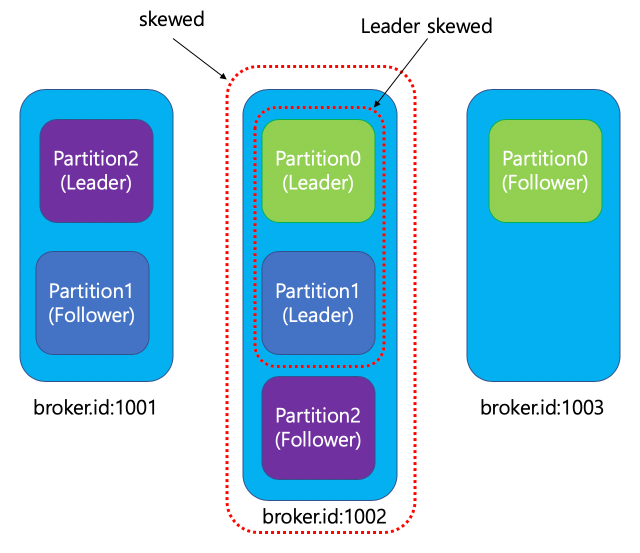 skewed
Leader skewed
Partition2
(Leader)
Partition1
(Follower)
broker.id:1001
Partition0
(Leader)
Partition1
(Leader)
Partition2
(Follower)
broker.id:1002
Partition0
(Follower)
broker.id:1003